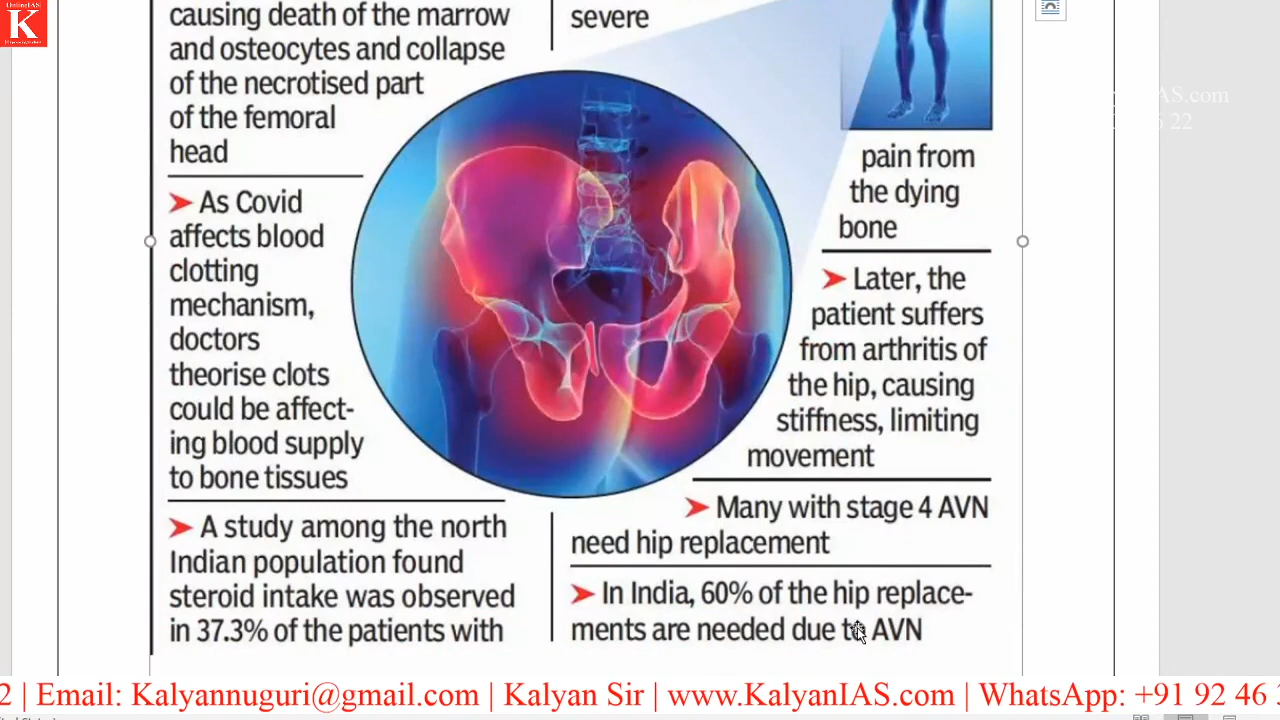 OnlineIAS
K
causing death of the marrow
and osteocytes and collapse
of the necrotised part
of the femoral
head
➤ As Covid
affects blood
clotting
mechanism,
doctors
theorise clots
could be affect-
ing blood supply
to bone tissues
➤ A study among the north
Indian population found
steroid intake was observed
in 37.3% of the patients with
severe
pain from
the dying
bone
➤ Later, the
patient suffers
from arthritis of
the hip, causing
stiffness, limiting
movement
➤ Many with stage 4 AVN
need hip replacement
➤ In India, 60% of the hip replace-
ments are needed due to AVN
IAS.com
22
2 | Email: Kalyannuguri@gmail.com | Kalyan Sir | www.KalyanIAS.com | WhatsApp: +91 92 46 3